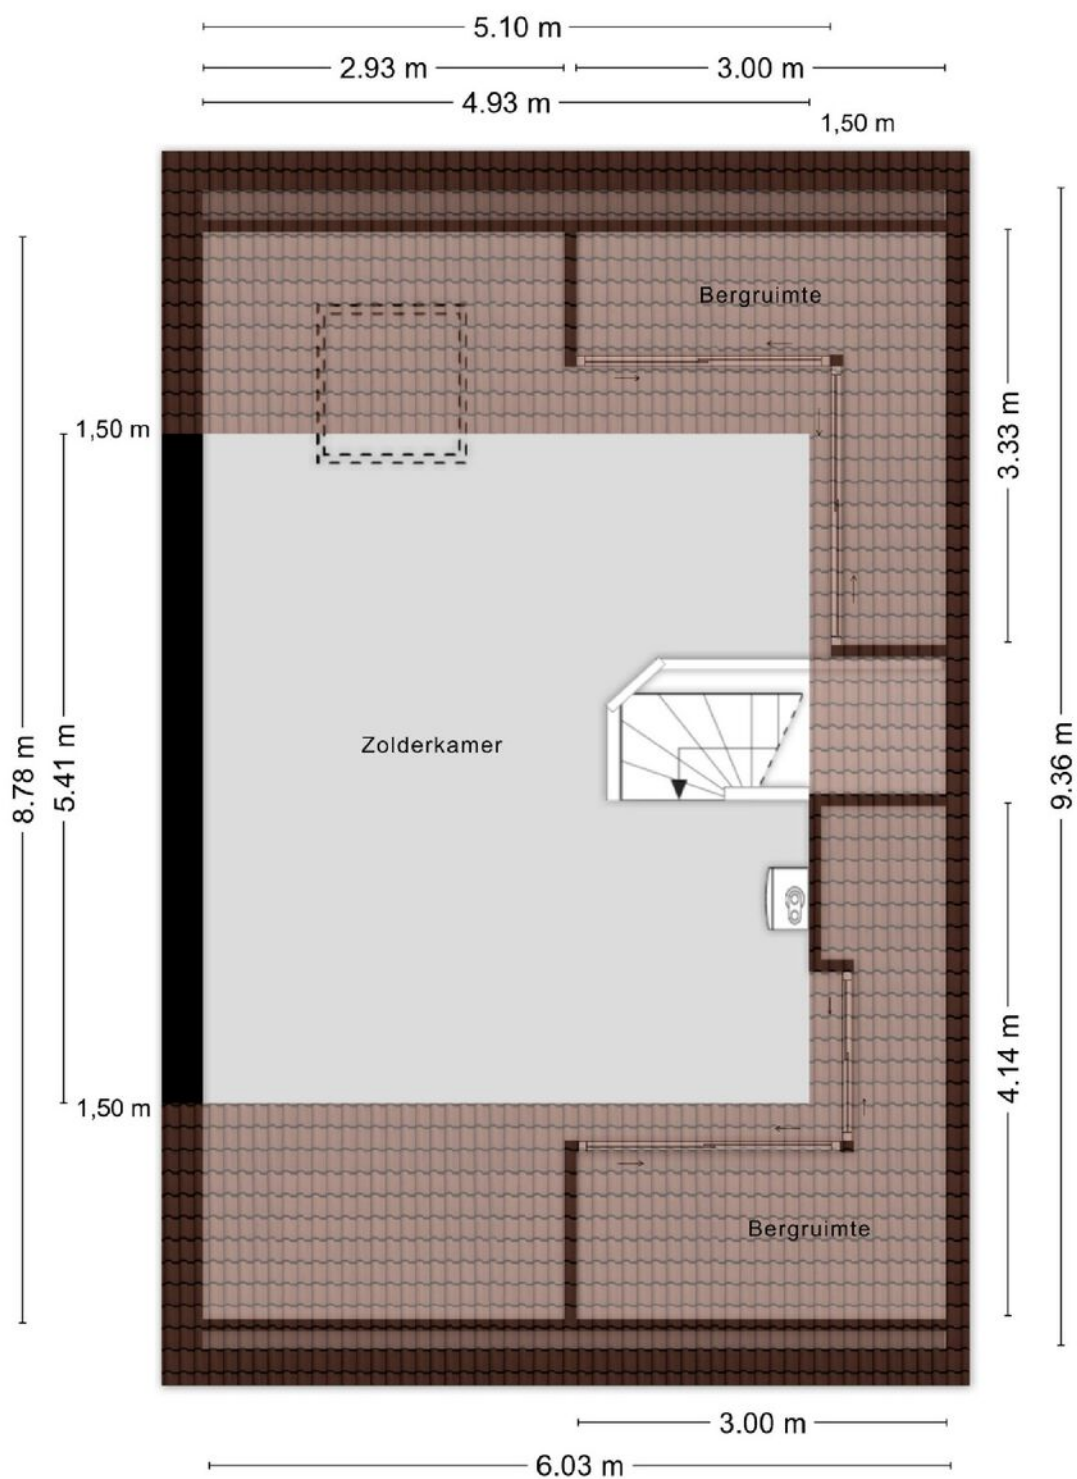 5.10 m
2.93 m
3.00 m
4.93 m
1,50 m
Bergruimte
1,50 m
3.33 m
Zolderkamer
8.78 m
5.41 m
9.36 m
4.14 m
1,50 m
Bergruimte
3.00 m
6.03 m